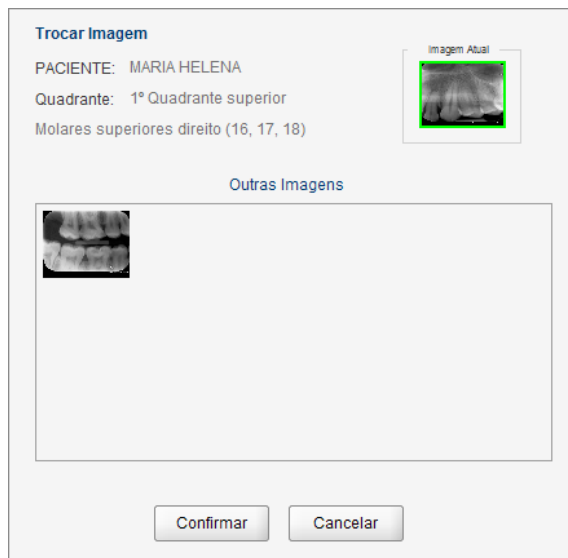 Trocar Imagem
Imagem Atual
PACIENTE: MARIA HELENA
Quadrante: 1º Quadrante superior
Molares superiores direito (16, 17, 18)
Outras Imagens
Confirmar
Cancelar